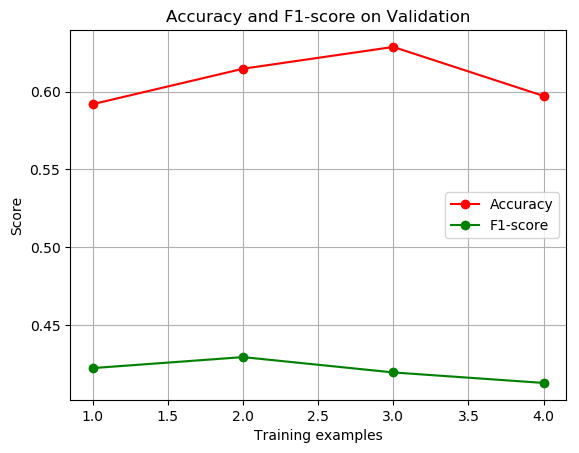 Accuracy and F1-score on Validation
0.60
0.55
0.50
0.45
Score
Accuracy
F1-score
1.0 1.5 2.0 2.5 3.0 3.5 4.0
Training examples